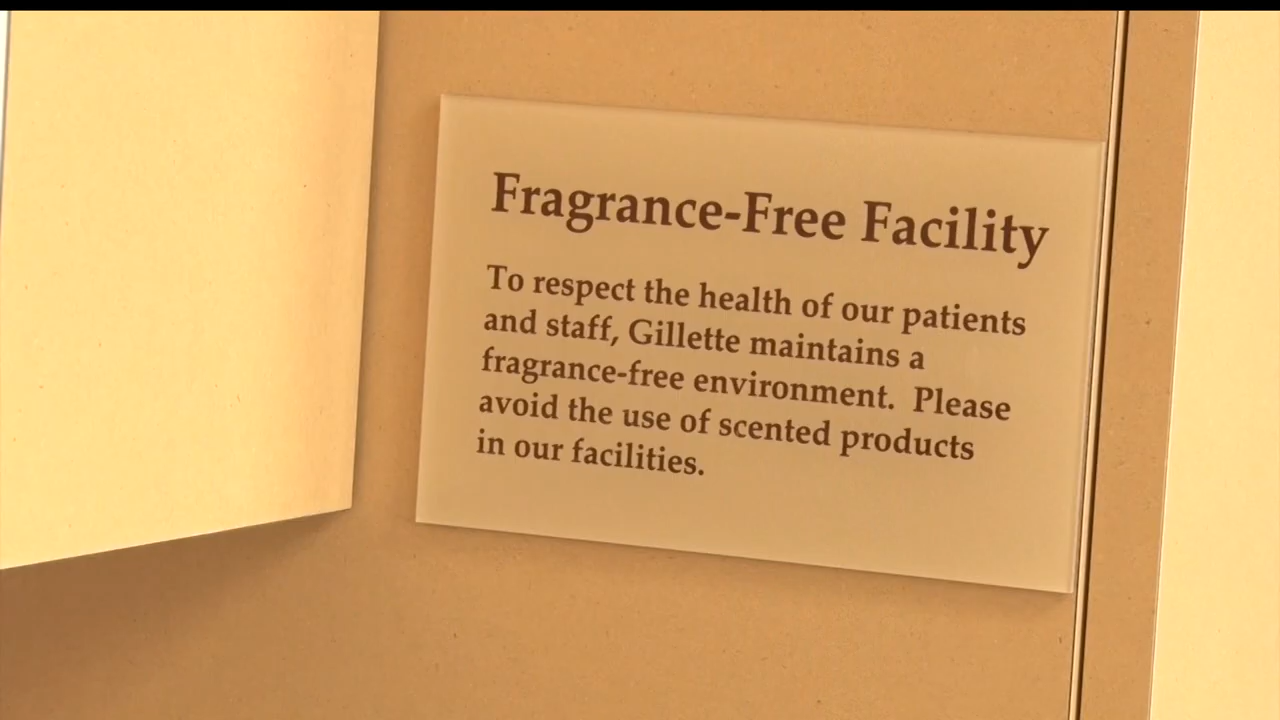 Fragrance-Free Facility
To respect the health of our patients
and staff, Gillette maintains a
fragrance-free environment.  Please
avoid the use of scented products
in our facilities.